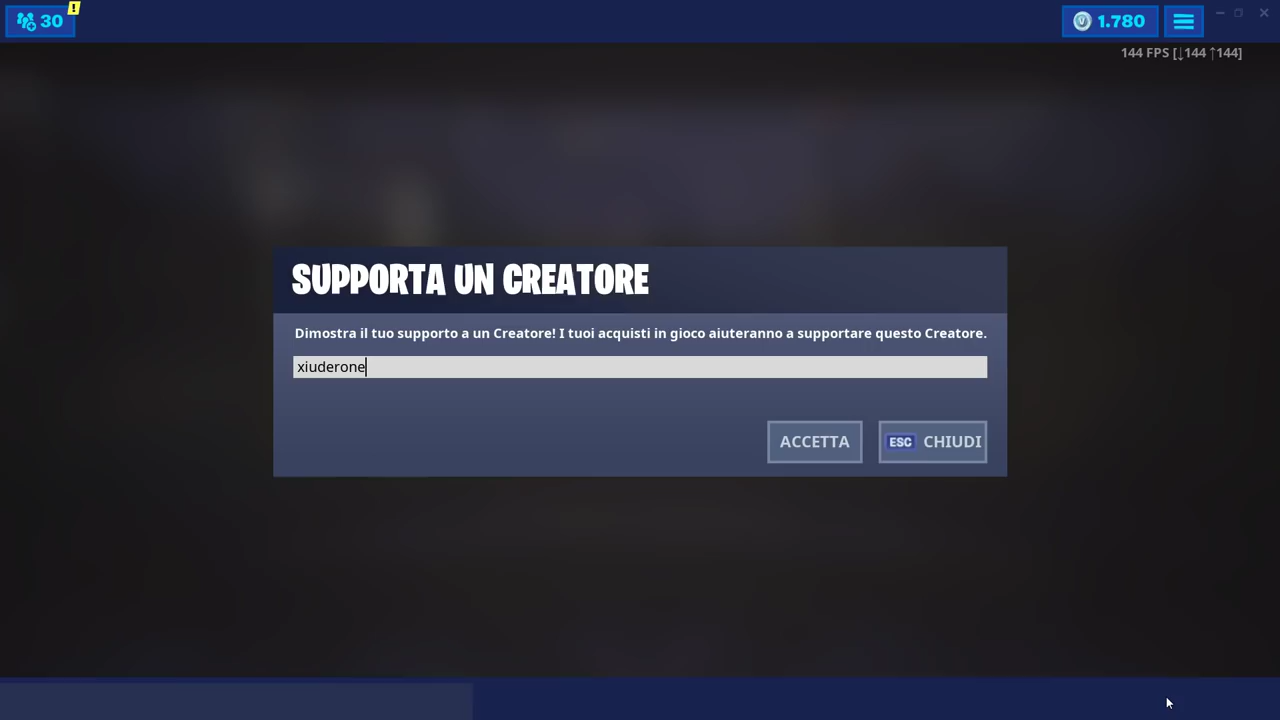 30
!
1.780
144 FPS [↓144 ↑144]
SUPPORTA UN CREATORE
Dimostra il tuo supporto a un Creatore! I tuoi acquisti in gioco aiuteranno a supportare questo Creatore.
xiuderone
ACCETTA
ESC CHIUDI